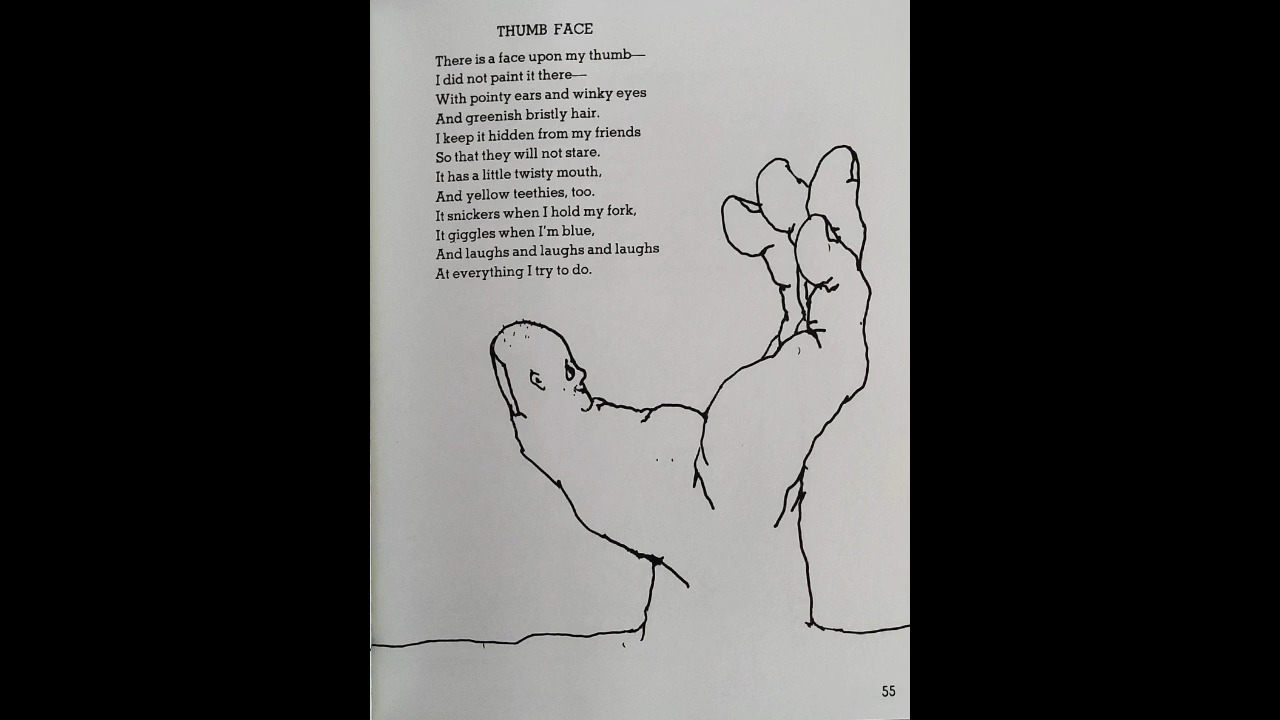 THUMB FACE
There is a face upon my thumb—
I did not paint it there—
With pointy ears and winky eyes
And greenish bristly hair.
I keep it hidden from my friends
So that they will not stare.
It has a little twisty mouth,
And yellow teethies, too.
It snickers when I hold my fork,
It giggles when I'm blue,
And laughs and laughs and laughs
At everything I try to do.
55